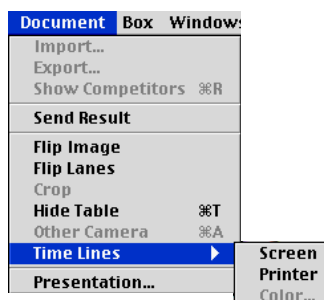 Document Box Window
Import...
Export...
Show Competitors ⌘R
Send Result
Flip Image
Flip Lanes
Crop
Hide Table ⌘T
Other Camera ⌘A
Time Lines
Screen
Presentation...
Printer
Color...